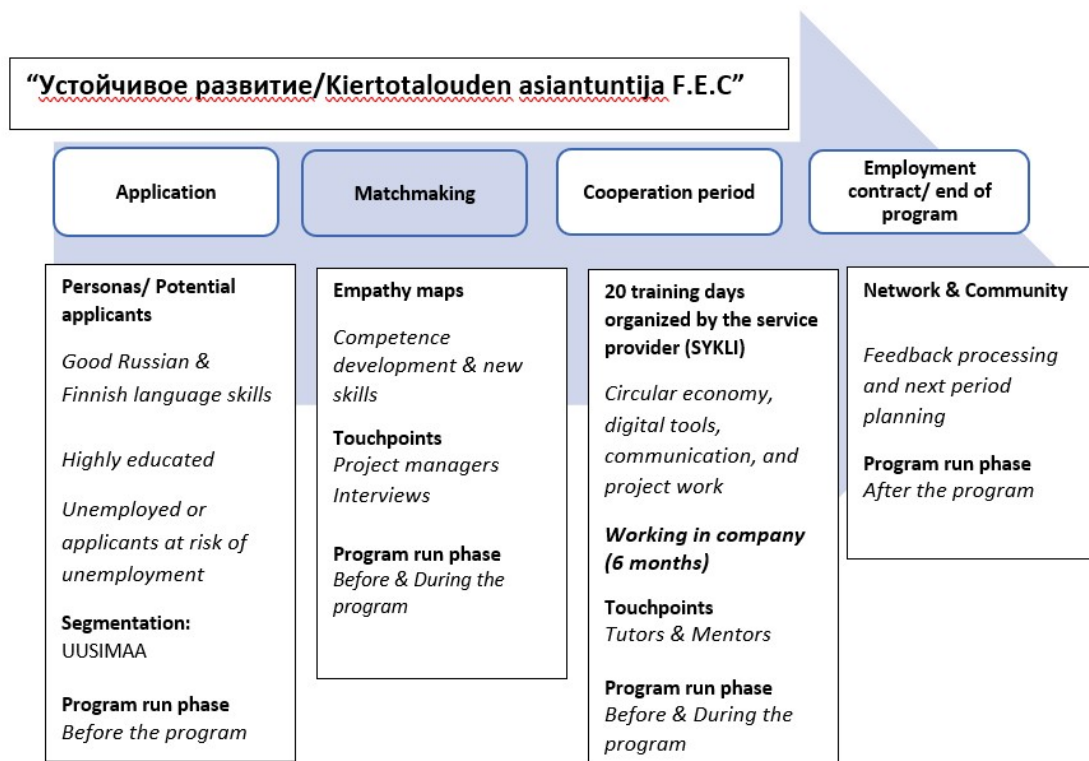 “Устойчивое развитие/Kiertotalouden asiantuntija F.E.C”
Application
Matchmaking
Cooperation period
Employment
contract/ end of
program
Personas/ Potential
applicants
Good Russian &
Finnish language skills
Highly educated
Unemployed or
applicants at risk of
unemployment
Segmentation:
UUSIMAA
Program run phase
Before the program
Empathy maps
Competence
development & new
skills
Touchpoints
Project managers
Interviews
Program run phase
Before & During the
program
20 training days
organized by the service
provider (SYKLI)
Circular economy,
digital tools,
communication, and
project work
Working in company
(6 months)
Touchpoints
Tutors & Mentors
Program run phase
Before & During the
program
Network & Community
Feedback processing
and next period
planning
Program run phase
After the program